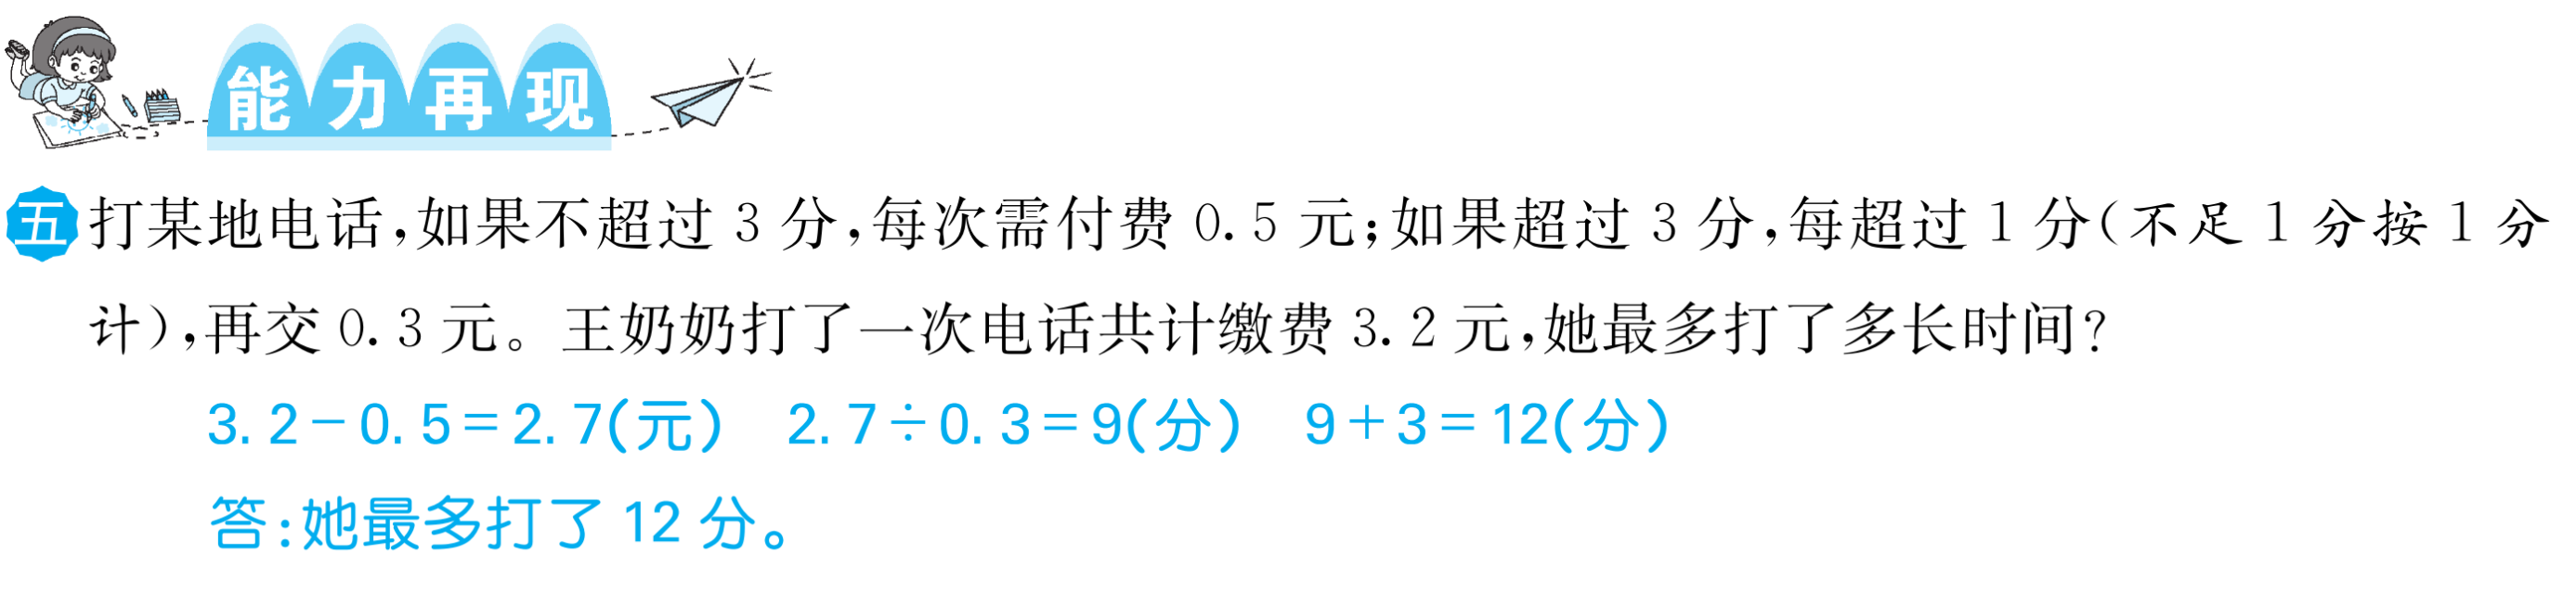 能力再现
五 打某地电话,如果不超过 3 分,每次需付费 0.5 元;如果超过 3 分,每超过 1 分(不足 1 分按 1 分
计),再交 0.3 元。王奶奶打了一次电话共计缴费 3.2 元,她最多打了多长时间?
3.2-0.5=2.7(元) 2.7÷0.3=9(分) 9+3=12(分)
答:她最多打了 12 分。